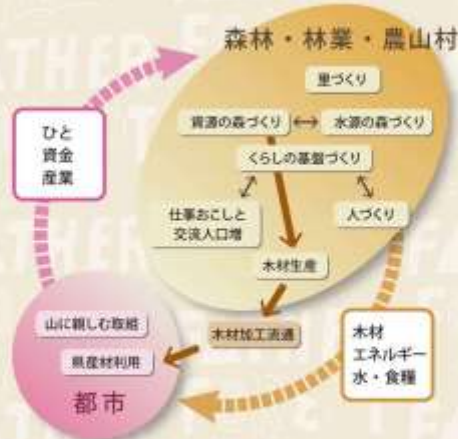 森林・林業・農山村
里づくり
資源の森づくり
水源の森づくり
くらしの基盤づくり
仕事おこしと
交流人口増
人づくり
木材生産
ひと
資金
産業
木材加工流通
山に親しむ取組
県産材利用
都市
木材
エネルギー
水・食糧